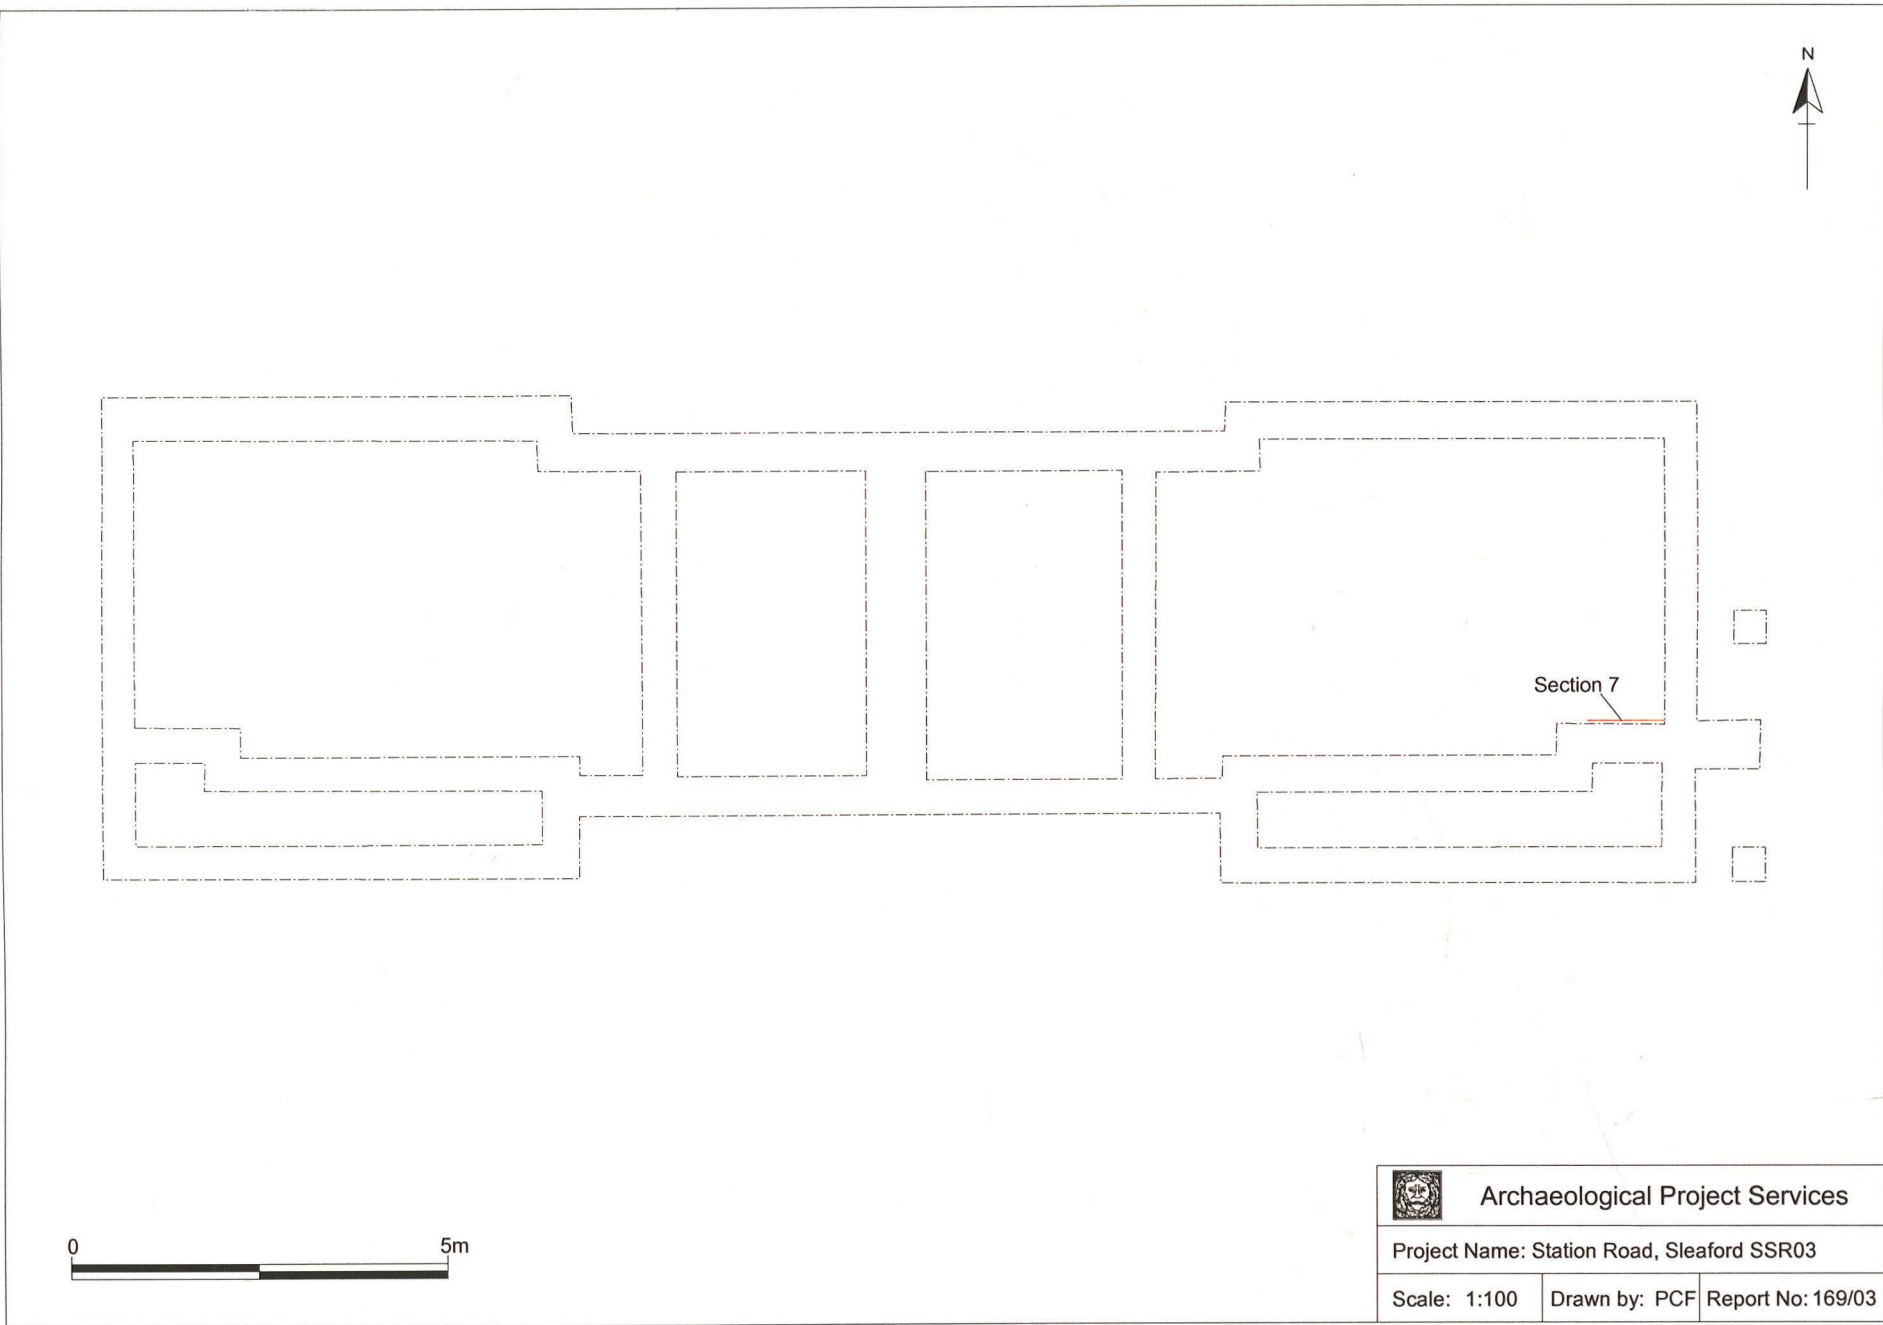 N
Section 7
0 5m
Archaeological Project Services
Project Name: Station Road, Sleaford SSR03
Scale: 1:100 Drawn by: PCF Report No: 169/03